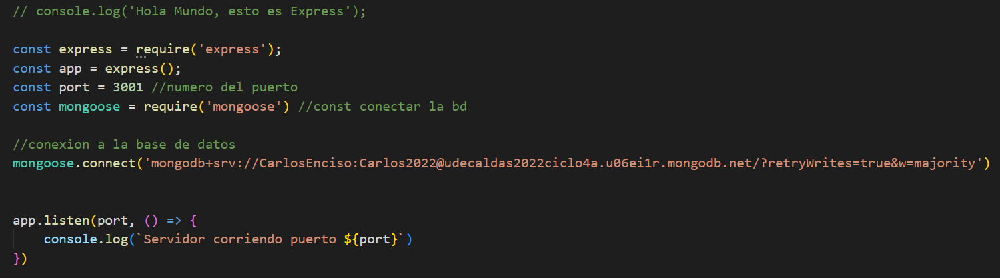 // console.log('Hola Mundo, esto es Express');
const express = require('express');
const app = express();
const port = 3001 //numero del puerto
const mongoose = require('mongoose') //const conectar la bd
//conexion a la base de datos
mongoose.connect('mongodb+srv://CarlosEnciso:Carlos2022@udecaldas2022ciclo4a.u06ei1r.mongodb.net/?retryWrites=true&w=majority')
app.listen(port, () => {
    console.log(`Servidor corriendo puerto ${port}`)
})